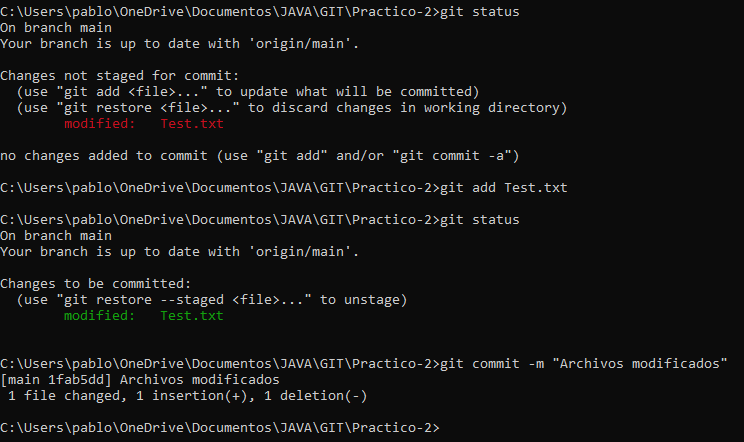 C:\Users\pablo\OneDrive\Documentos\JAVA\GIT\Practico-2>git status
On branch main
Your branch is up to date with 'origin/main'.
Changes not staged for commit:
(use "git add <file>..." to update what will be committed)
(use "git restore <file>..." to discard changes in working directory)
modified:   Test.txt
no changes added to commit (use "git add" and/or "git commit -a")
C:\Users\pablo\OneDrive\Documentos\JAVA\GIT\Practico-2>git add Test.txt
C:\Users\pablo\OneDrive\Documentos\JAVA\GIT\Practico-2>git status
On branch main
Your branch is up to date with 'origin/main'.
Changes to be committed:
(use "git restore --staged <file>..." to unstage)
modified:   Test.txt
C:\Users\pablo\OneDrive\Documentos\JAVA\GIT\Practico-2>git commit -m "Archivos modificados"
[main 1fab5dd] Archivos modificados
1 file changed, 1 insertion(+), 1 deletion(-)
C:\Users\pablo\OneDrive\Documentos\JAVA\GIT\Practico-2>